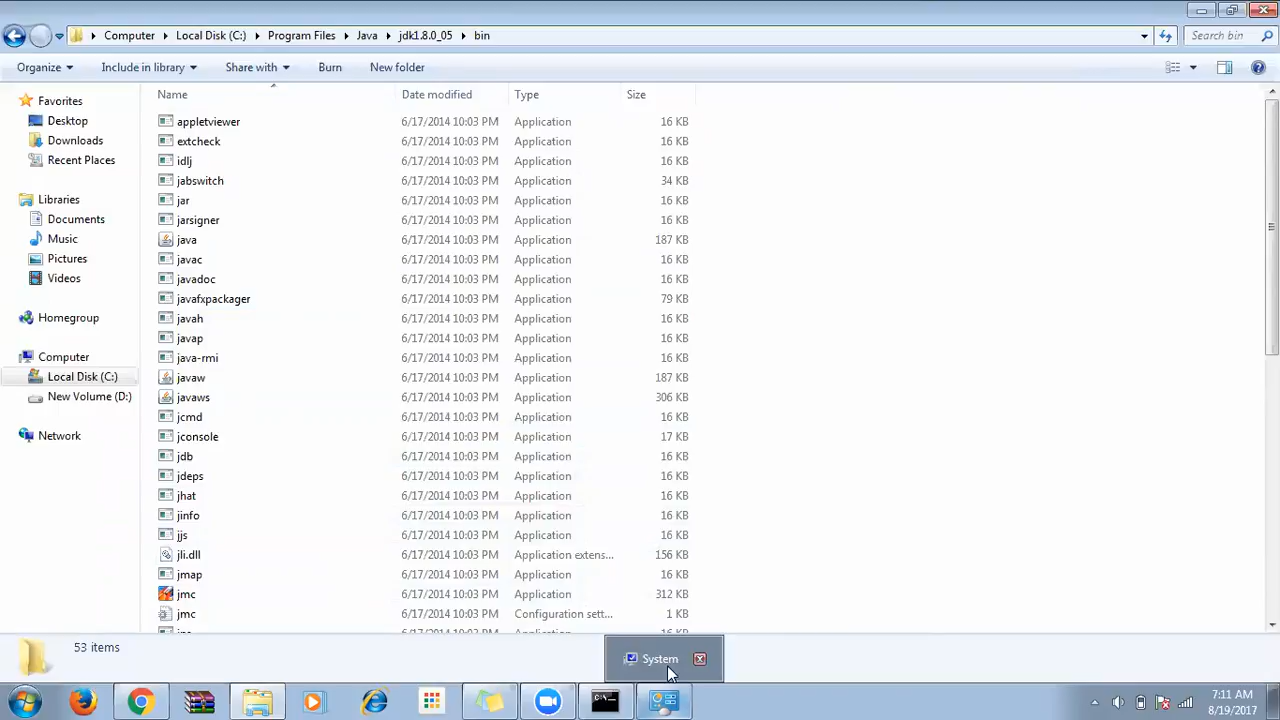 Computer Local Disk (C:) Program Files Java jdk1.8.0_05 bin Search bin
Organize Include in library Share with Burn New folder
Name Date modified Type Size
Favorites
Desktop
Downloads
Recent Places
Libraries
Documents
Music
Pictures
Videos
Homegroup
Computer
Local Disk (C:)
New Volume (D:)
Network
appletviewer 6/17/2014 10:03 PM Application 16 KB
extcheck 6/17/2014 10:03 PM Application 16 KB
idlj 6/17/2014 10:03 PM Application 16 KB
jabswitch 6/17/2014 10:03 PM Application 34 KB
jar 6/17/2014 10:03 PM Application 16 KB
jarsigner 6/17/2014 10:03 PM Application 16 KB
java 6/17/2014 10:03 PM Application 187 KB
javac 6/17/2014 10:03 PM Application 16 KB
javadoc 6/17/2014 10:03 PM Application 16 KB
javafxpackager 6/17/2014 10:03 PM Application 79 KB
javah 6/17/2014 10:03 PM Application 16 KB
javap 6/17/2014 10:03 PM Application 16 KB
java-rmi 6/17/2014 10:03 PM Application 16 KB
javaw 6/17/2014 10:03 PM Application 187 KB
javaws 6/17/2014 10:03 PM Application 306 KB
jcmd 6/17/2014 10:03 PM Application 16 KB
jconsole 6/17/2014 10:03 PM Application 17 KB
jdb 6/17/2014 10:03 PM Application 16 KB
jdeps 6/17/2014 10:03 PM Application 16 KB
jhat 6/17/2014 10:03 PM Application 16 KB
jinfo 6/17/2014 10:03 PM Application 16 KB
jjs 6/17/2014 10:03 PM Application 16 KB
jli.dll 6/17/2014 10:03 PM Application extens... 156 KB
jmap 6/17/2014 10:03 PM Application 16 KB
jmc 6/17/2014 10:03 PM Application 312 KB
jmc 6/17/2014 10:03 PM Configuration sett... 1 KB
53 items
System
7:11 AM
8/19/2017